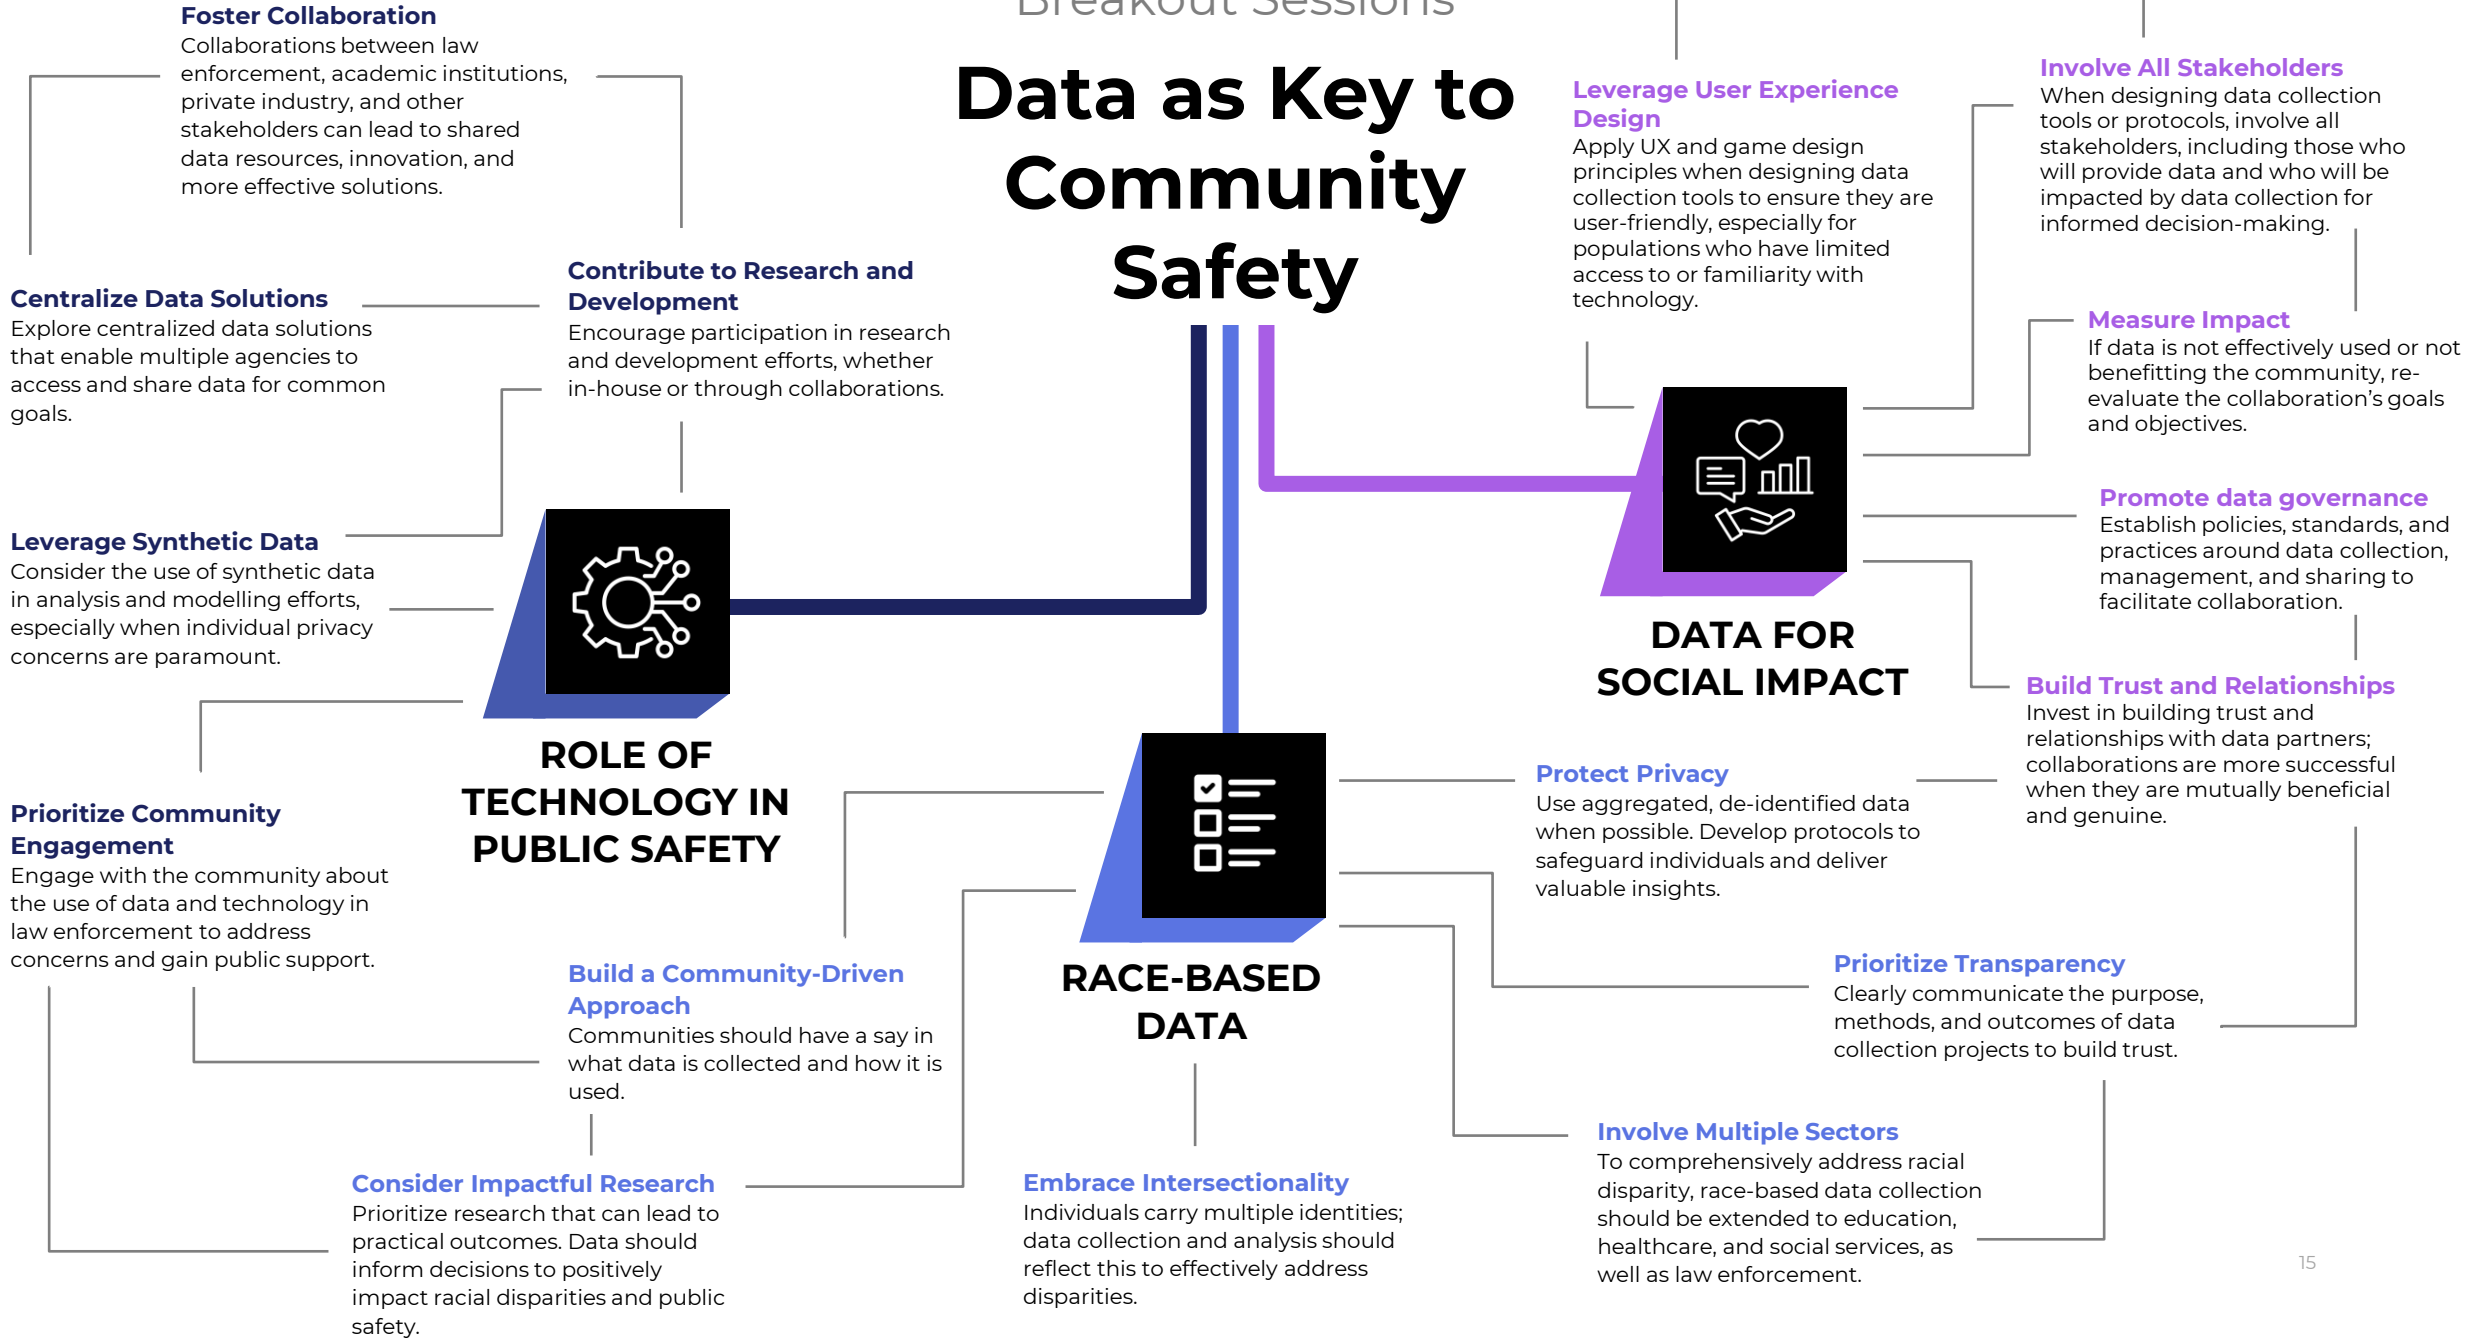 Breakout Sessions
Data as Key to
Community
Safety
Foster Collaboration
Collaborations between law
enforcement, academic institutions,
private industry, and other
stakeholders can lead to shared
data resources, innovation, and
more effective solutions.
Centralize Data Solutions
Explore centralized data solutions
that enable multiple agencies to
access and share data for common
goals.
Contribute to Research and
Development
Encourage participation in research
and development efforts, whether
in-house or through collaborations.
Leverage Synthetic Data
Consider the use of synthetic data
in analysis and modelling efforts,
especially when individual privacy
concerns are paramount.
ROLE OF
TECHNOLOGY IN
PUBLIC SAFETY
Prioritize Community
Engagement
Engage with the community about
the use of data and technology in
law enforcement to address
concerns and gain public support.
Build a Community-Driven
Approach
Communities should have a say in
what data is collected and how it is
used.
Consider Impactful Research
Prioritize research that can lead to
practical outcomes. Data should
inform decisions to positively
impact racial disparities and public
safety.
RACE-BASED
DATA
Embrace Intersectionality
Individuals carry multiple identities;
data collection and analysis should
reflect this to effectively address
disparities.
Leverage User Experience
Design
Apply UX and game design
principles when designing data
collection tools to ensure they are
user-friendly, especially for
populations who have limited
access to or familiarity with
technology.
Involve All Stakeholders
When designing data collection
tools or protocols, involve all
stakeholders, including those who
will provide data and who will be
impacted by data collection for
informed decision-making.
Measure Impact
If data is not effectively used or not
benefitting the community, re-
evaluate the collaboration's goals
and objectives.
Promote data governance
Establish policies, standards, and
practices around data collection,
management, and sharing to
facilitate collaboration.
DATA FOR
SOCIAL IMPACT
Build Trust and Relationships
Invest in building trust and
relationships with data partners;
collaborations are more successful
when they are mutually beneficial
and genuine.
Protect Privacy
Use aggregated, de-identified data
when possible. Develop protocols to
safeguard individuals and deliver
valuable insights.
Prioritize Transparency
Clearly communicate the purpose,
methods, and outcomes of data
collection projects to build trust.
Involve Multiple Sectors
To comprehensively address racial
disparity, race-based data collection
should be extended to education,
healthcare, and social services, as
well as law enforcement.
15